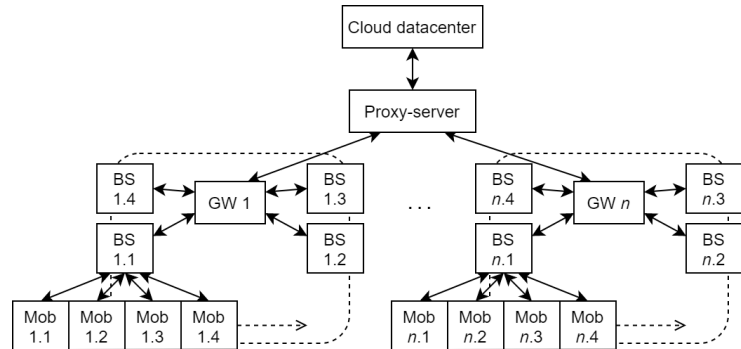 Cloud datacenter
Proxy-server
BS
1.4
GW 1
BS
1.3
BS
1.1
BS
1.2
. . .
BS
n.4
GW n
BS
n.3
BS
n.1
BS
n.2
Mob
1.1
Mob
1.2
Mob
1.3
Mob
1.4
Mob
n.1
Mob
n.2
Mob
n.3
Mob
n.4